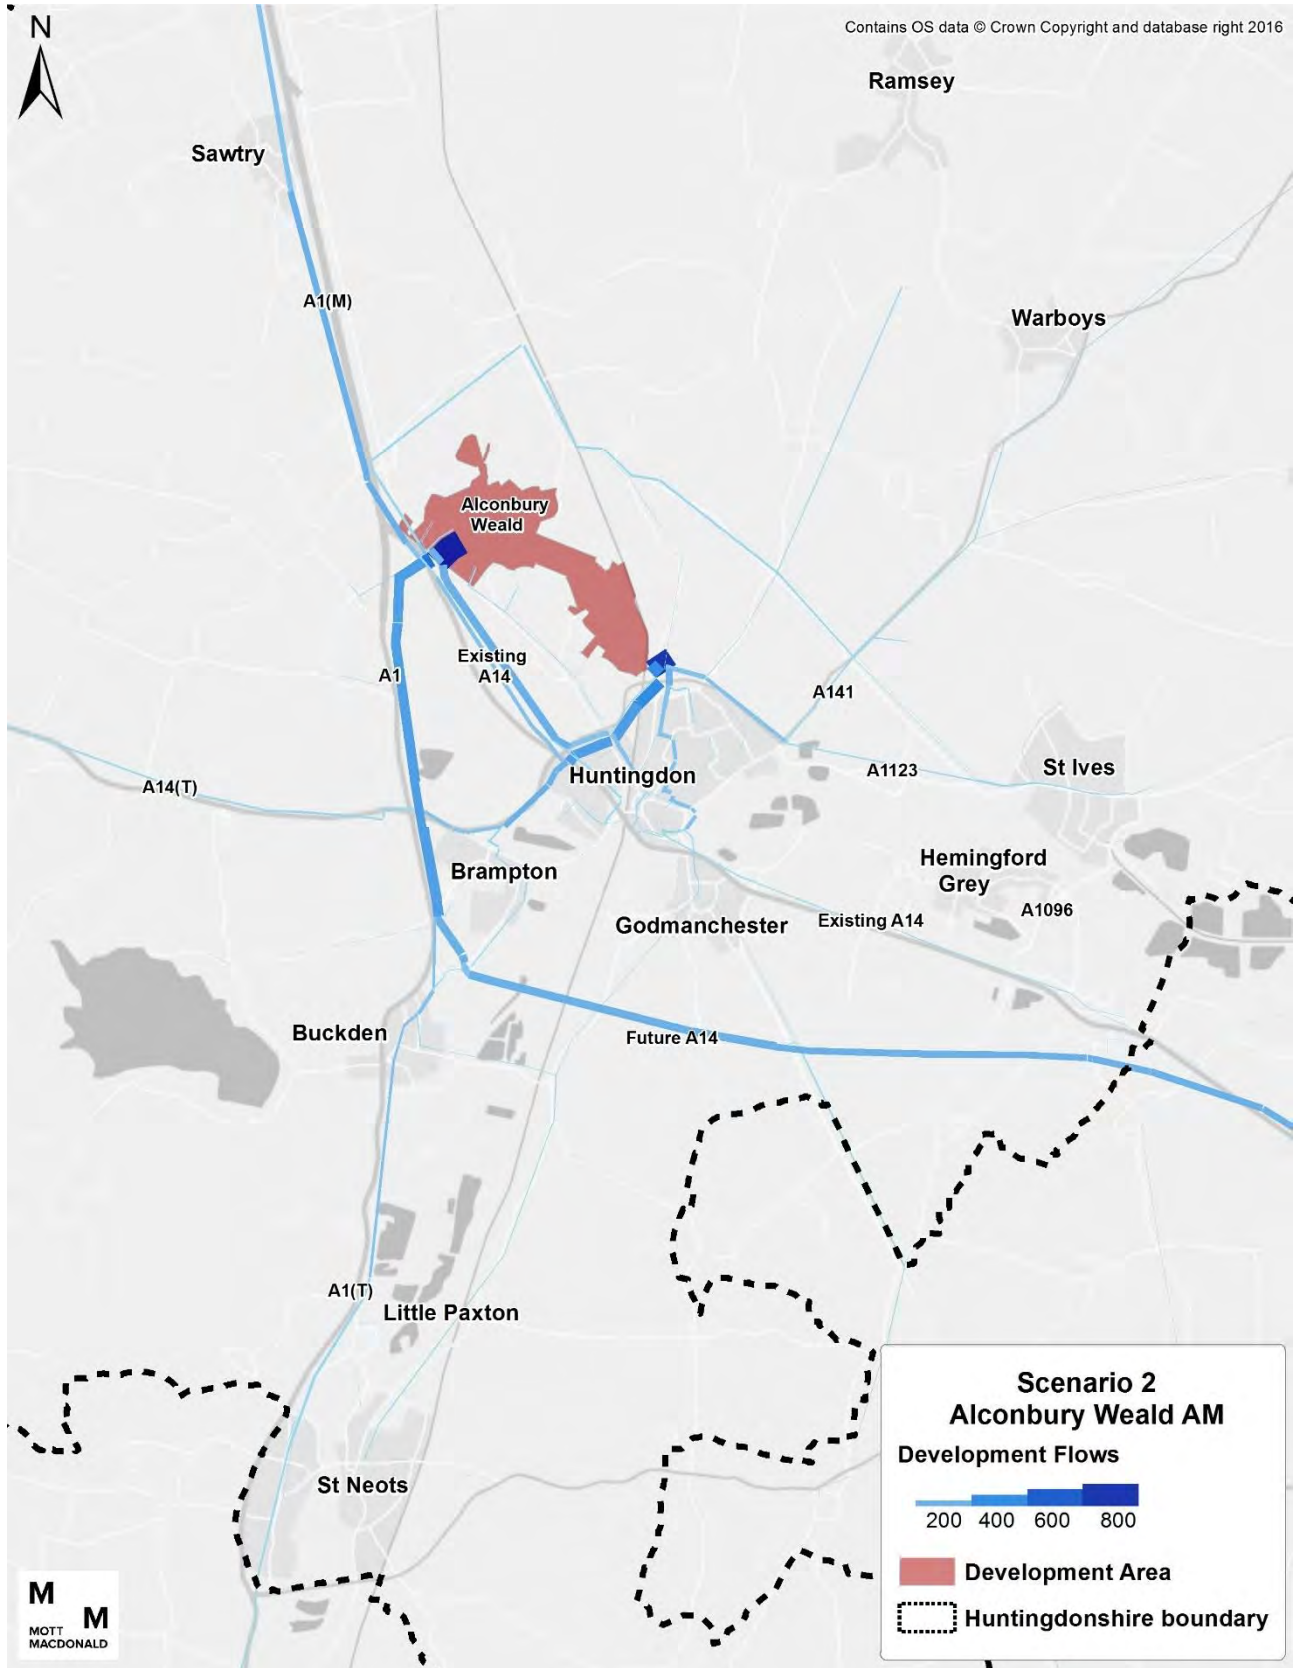 N
Contains OS data © Crown Copyright and database right 2016
Ramsey
Sawtry
A1(M)
Warboys
Alconbury
Weald
Existing
A14
A1
A141
A14(T)
Huntingdon
A1123
St Ives
Brampton
Hemingford
Grey
A1096
Godmanchester
Existing A14
Buckden
Future A14
A1(T)
Little Paxton
St Neots
Scenario 2
Alconbury Weald AM
Development Flows
200 400 600 800
Development Area
Huntingdonshire boundary
M
M
MOTT
MACDONALD